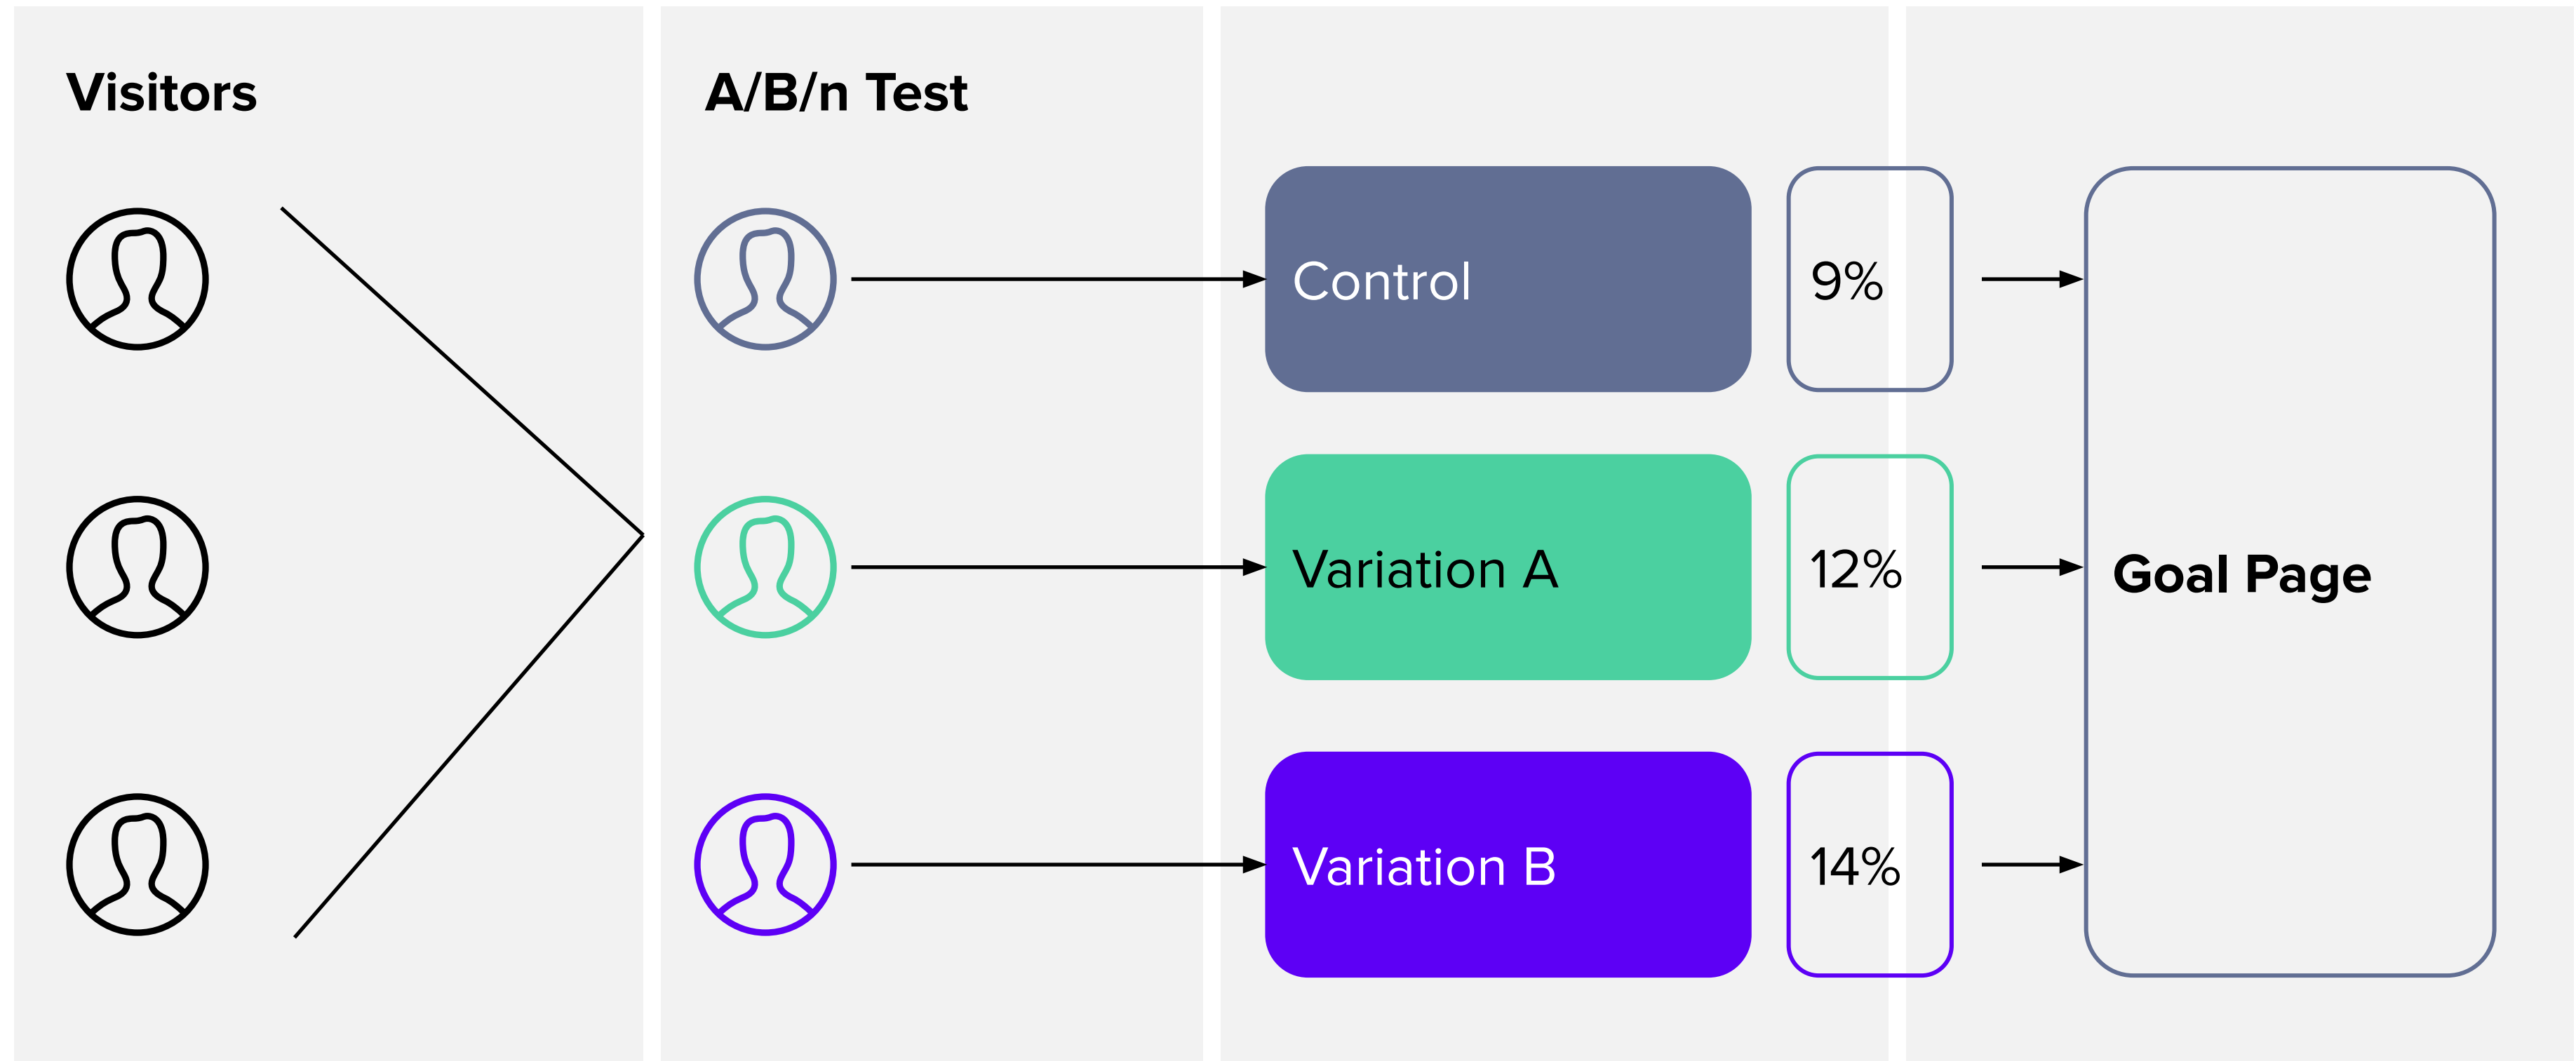 Visitors
A/B/n Test
Control
9%
Variation A
12%
Goal Page
Variation B
14%